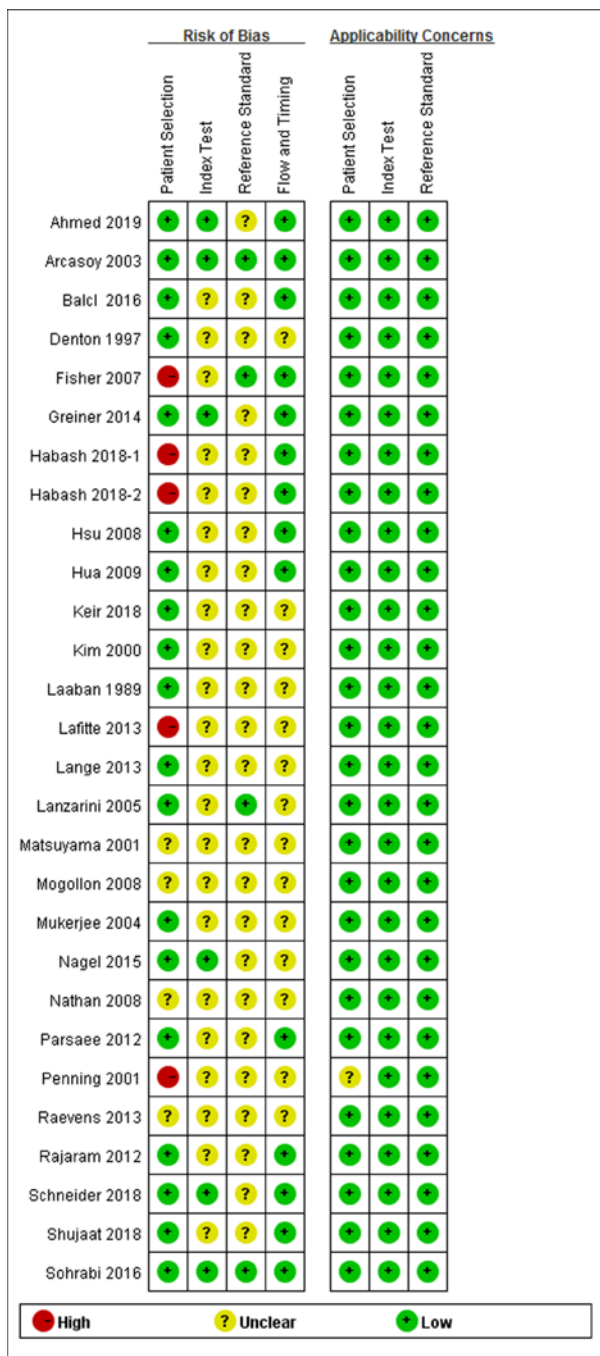 Risk of Bias Applicability Concerns
Patient Selection
Index Test
Reference Standard
Flow and Timing
Patient Selection
Index Test
Reference Standard
Ahmed 2019 + + ? + + + +
Arcasoy 2003 + + + + + + +
Balcl 2016 + ? ? + + + +
Denton 1997 + ? ? ? + + +
Fisher 2007 - ? + + + + +
Greiner 2014 + + ? + + + +
Habash 2018-1 - ? ? + + + +
Habash 2018-2 - ? ? + + + +
Hsu 2008 + ? ? + + + +
Hua 2009 + ? ? + + + +
Keir 2018 + ? ? ? + + +
Kim 2000 + ? ? ? + + +
Laaban 1989 + ? ? ? + + +
Lafitte 2013 - ? ? ? + + +
Lange 2013 + ? ? ? + + +
Lanzarini 2005 + ? + ? + + +
Matsuyama 2001 ? ? ? ? + + +
Mogollon 2008 ? ? ? ? + + +
Mukerjee 2004 + ? ? ? + + +
Nagel 2015 + + ? ? + + +
Nathan 2008 ? ? ? ? + + +
Parsaee 2012 + ? ? + + + +
Penning 2001 - ? ? ? ? + +
Raevens 2013 ? ? ? ? + + +
Rajaram 2012 + ? ? + + + +
Schneider 2018 + + ? + + + +
Shujaat 2018 + ? ? + + + +
Sohrabi 2016 + + + + + + +
- High ? Unclear + Low